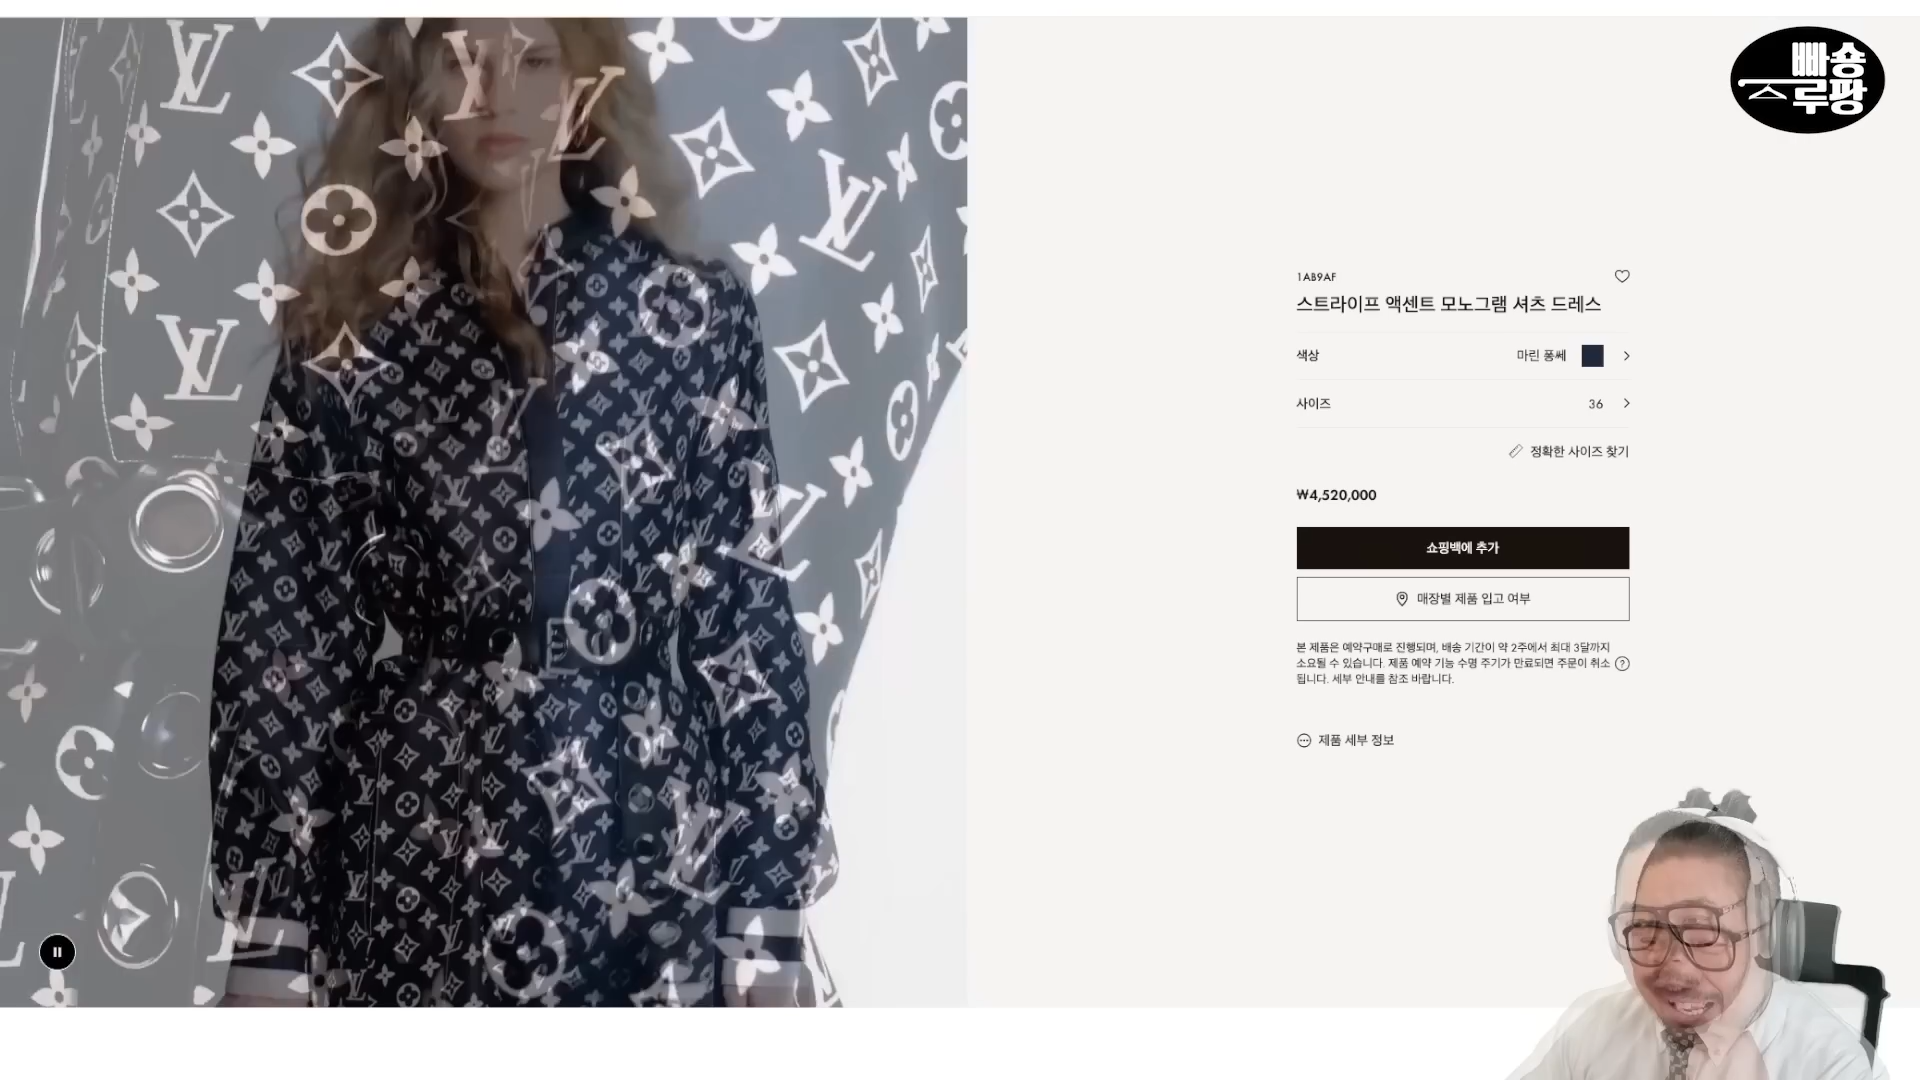 빠숑
루팡
1AB9AF
스트라이프 액센트 모노그램 셔츠 드레스
색상 마린 퐁쎄
사이즈 36
정확한 사이즈 찾기
₩4,520,000
쇼핑백에 추가
매장별 제품 입고 여부
본 제품은 예약구매로 진행되며, 배송 기간이 약 2주에서 최대 3달까지
소요될 수 있습니다. 제품 예약 기능 수명 주기가 만료되면 주문이 취소
됩니다. 세부 안내를 참조 바랍니다.
제품 세부 정보